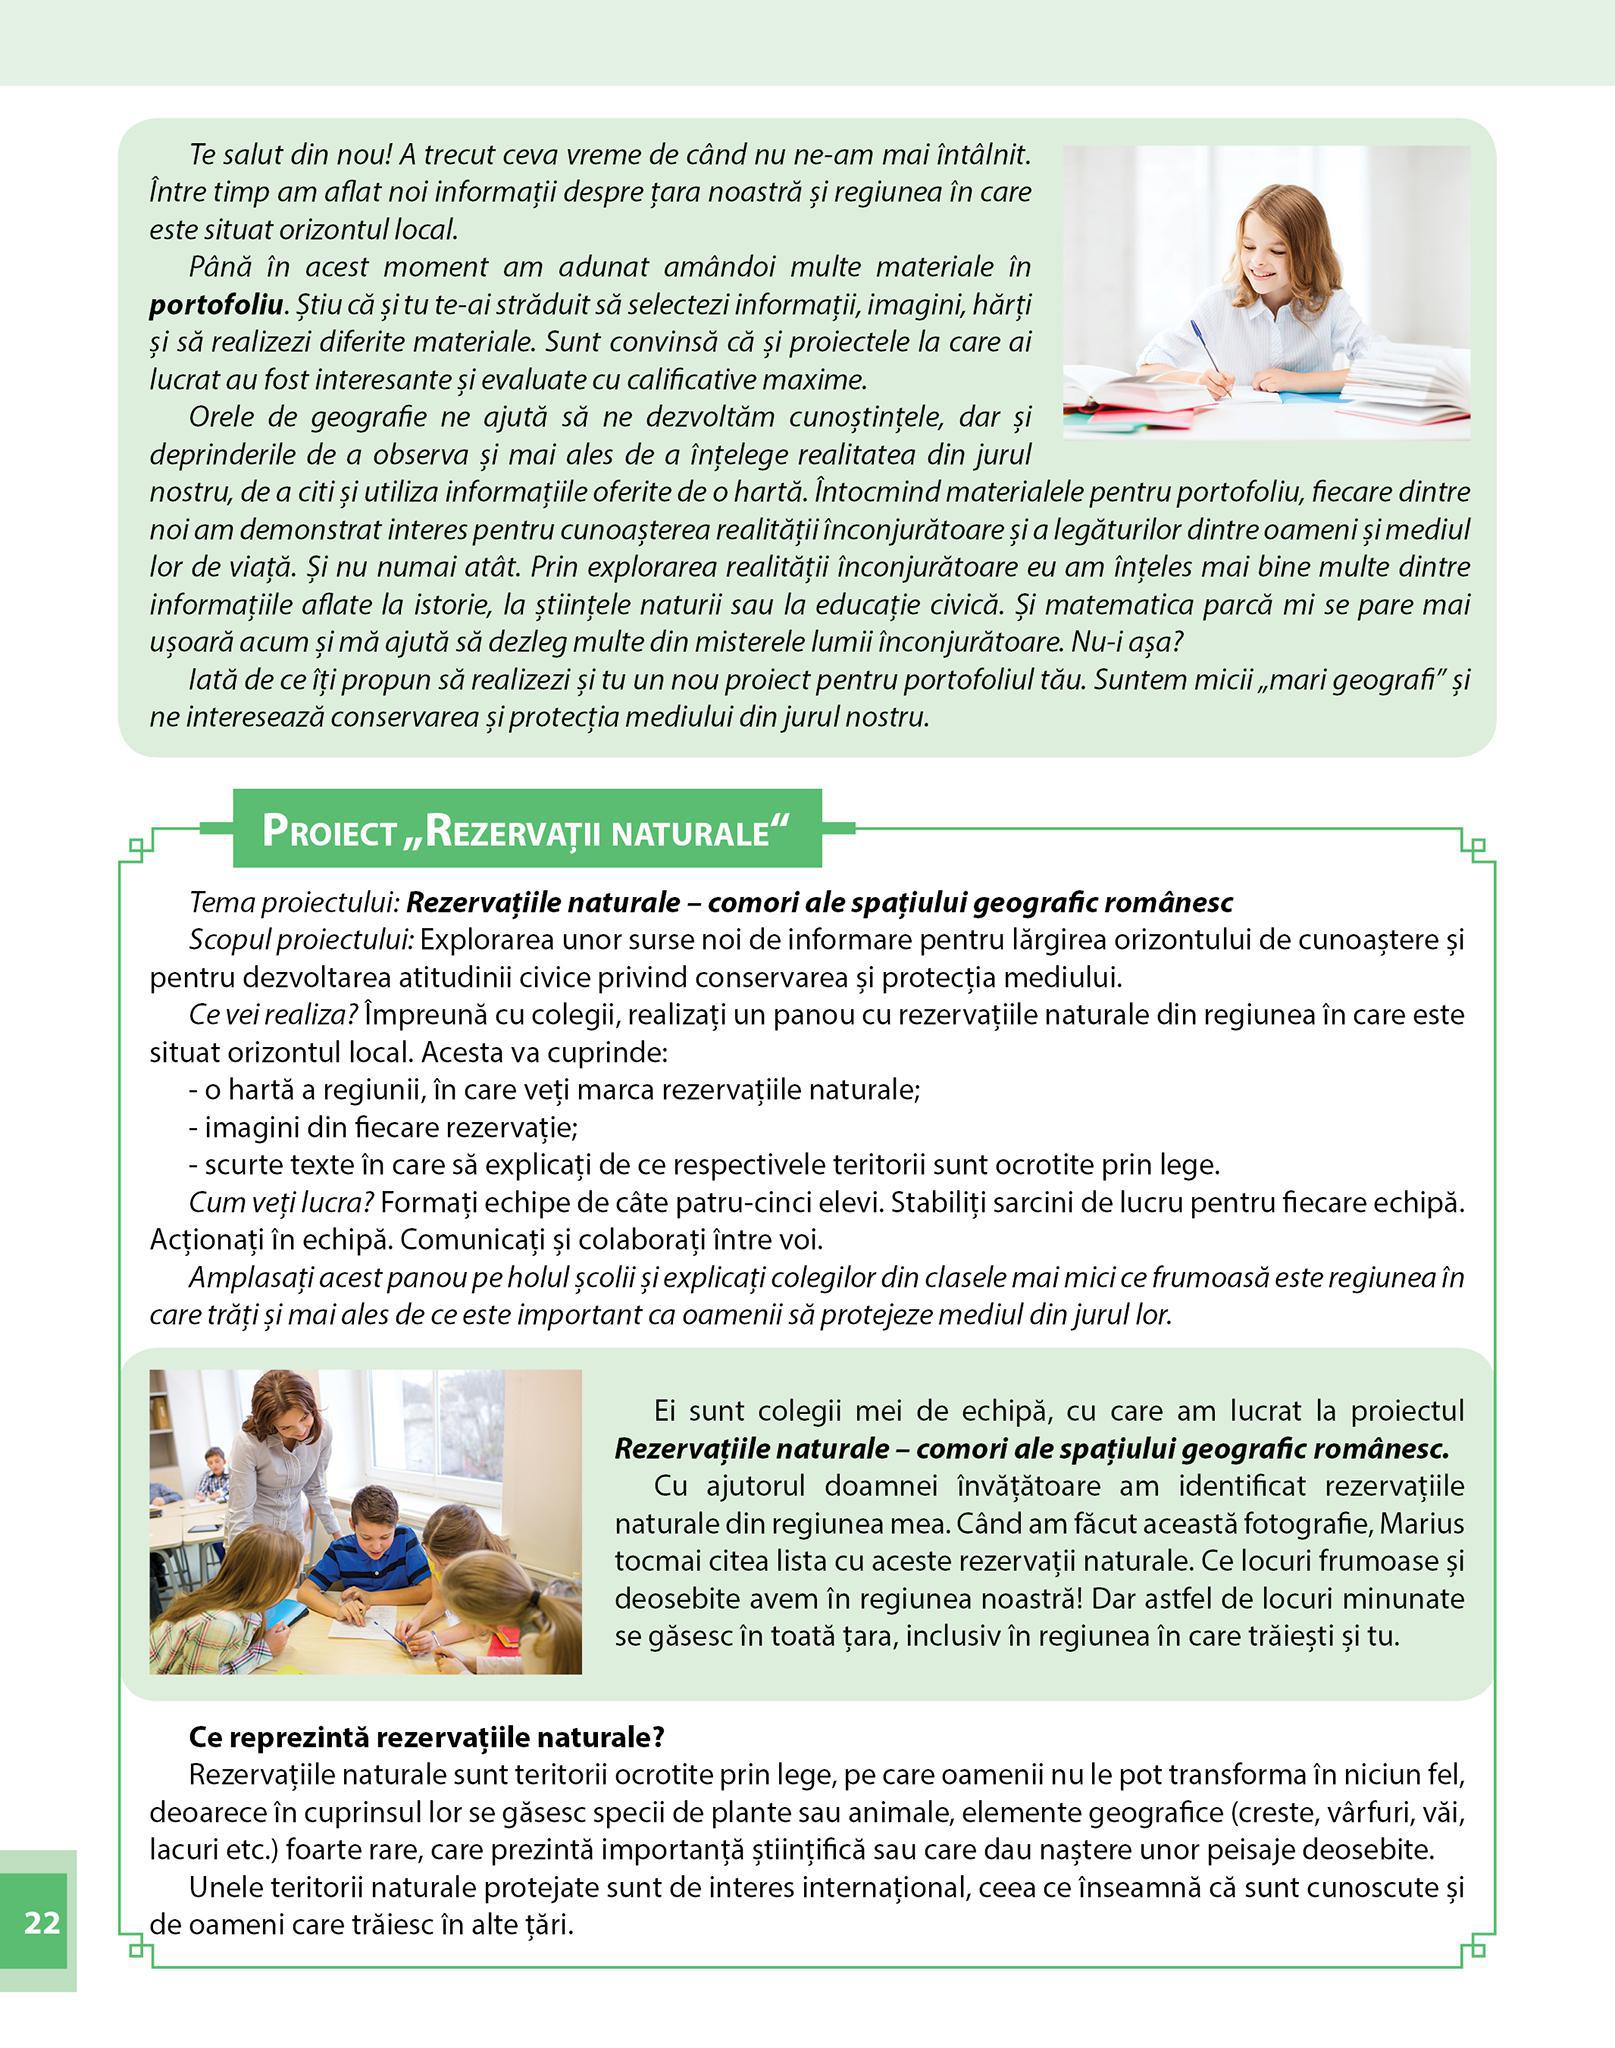 Te salut din nou! A trecut ceva vreme de când nu ne-am mai întâlnit.
Între timp am aflat noi informații despre țara noastră și regiunea în care
este situat orizontul local.
Până în acest moment am adunat amândoi multe materiale în
portofoliu. Știu că și tu te-ai străduit să selectezi informații, imagini, hărți
și să realizezi diferite materiale. Sunt convinsă că și proiectele la care ai
lucrat au fost interesante și evaluate cu calificative maxime.
Orele de geografie ne ajută să ne dezvoltăm cunoștințele, dar și
deprinderile de a observa și mai ales de a înțelege realitatea din jurul
nostru, de a citi și utiliza informațiile oferite de o hartă. Întocmind materialele pentru portofoliu, fiecare dintre
noi am demonstrat interes pentru cunoașterea realității înconjurătoare și a legăturilor dintre oameni și mediul
lor de viață. Și nu numai atât. Prin explorarea realității înconjurătoare eu am înțeles mai bine multe dintre
informațiile aflate la istorie, la științele naturii sau la educație civică. Și matematica parcă mi se pare mai
ușoară acum și mă ajută să dezleg multe din misterele lumii înconjurătoare. Nu-i așa?
Iată de ce îți propun să realizezi și tu un nou proiect pentru portofoliul tău. Suntem micii „mari geografi” și
ne interesează conservarea și protecția mediului din jurul nostru.
PROIECT „REZERVAȚII NATURALE“
Tema proiectului: Rezervațiile naturale – comori ale spațiului geografic românesc
Scopul proiectului: Explorarea unor surse noi de informare pentru lărgirea orizontului de cunoaștere și
pentru dezvoltarea atitudinii civice privind conservarea și protecția mediului.
Ce vei realiza? Împreună cu colegii, realizați un panou cu rezervațiile naturale din regiunea în care este
situat orizontul local. Acesta va cuprinde:
- o hartă a regiunii, în care veți marca rezervațiile naturale;
- imagini din fiecare rezervație;
- scurte texte în care să explicați de ce respectivele teritorii sunt ocrotite prin lege.
Cum veți lucra? Formați echipe de câte patru-cinci elevi. Stabiliți sarcini de lucru pentru fiecare echipă.
Acționați în echipă. Comunicați și colaborați între voi.
Amplasați acest panou pe holul școlii și explicați colegilor din clasele mai mici ce frumoasă este regiunea în
care trăți și mai ales de ce este important ca oamenii să protejeze mediul din jurul lor.
Ei sunt colegii mei de echipă, cu care am lucrat la proiectul
Rezervațiile naturale – comori ale spațiului geografic românesc.
Cu ajutorul doamnei învățătoare am identificat rezervațiile
naturale din regiunea mea. Când am făcut această fotografie, Marius
tocmai citea lista cu aceste rezervații naturale. Ce locuri frumoase și
deosebite avem în regiunea noastră! Dar astfel de locuri minunate
se găsesc în toată țara, inclusiv în regiunea în care trăiești și tu.
Ce reprezintă rezervațiile naturale?
Rezervațiile naturale sunt teritorii ocrotite prin lege, pe care oamenii nu le pot transforma în niciun fel,
deoarece în cuprinsul lor se găsesc specii de plante sau animale, elemente geografice (creste, vârfuri, văi,
lacuri etc.) foarte rare, care prezintă importanță științifică sau care dau naștere unor peisaje deosebite.
Unele teritorii naturale protejate sunt de interes internațional, ceea ce înseamnă că sunt cunoscute și
de oameni care trăiesc în alte țări.
22